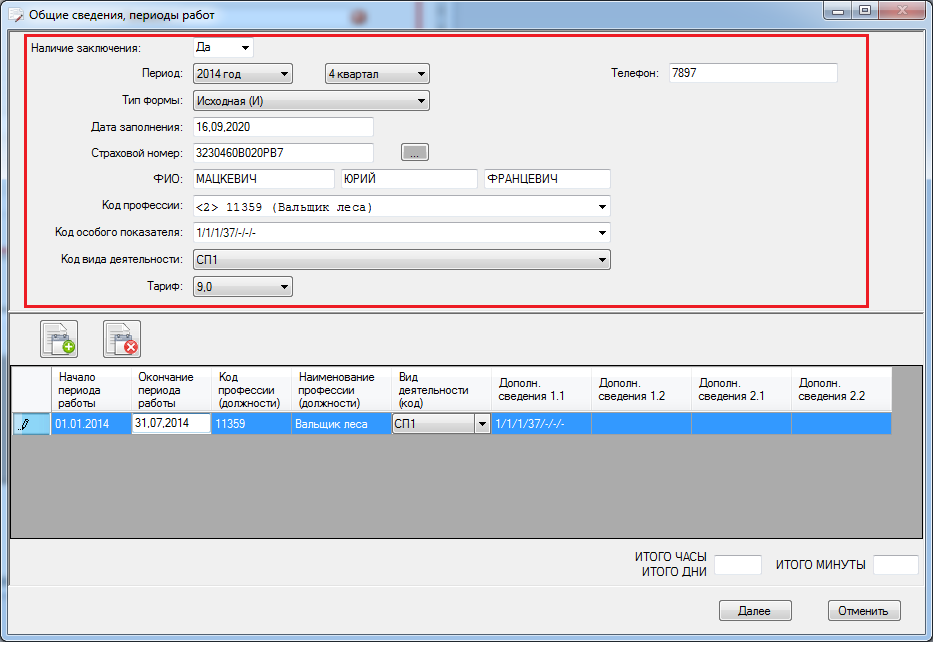 Общие сведения, периоды работ
Наличие заключения: Да
Период: 2014 год 4 квартал Телефон: 7897
Тип формы: Исходная (И)
Дата заполнения: 16,09,2020
Страховой номер: 3230460B020PB7 ...
ФИО: МАЦКЕВИЧ ЮРИЙ ФРАНЦЕВИЧ
Код профессии: <2> 11359 (Вальщик леса)
Код особого показателя: 1/1/1/37/-/-/-
Код вида деятельности: СП1
Тариф: 9,0
Начало периода работы
Окончание периода работы
Код профессии (должности)
Наименование профессии (должности)
Вид деятельности (код)
Дополн. сведения 1.1
Дополн. сведения 1.2
Дополн. сведения 2.1
Дополн. сведения 2.2
01.01.2014 31,07,2014 11359 Вальщик леса СП1 1/1/1/37/-/-/-
ИТОГО ЧАСЫ
ИТОГО ДНИ
ИТОГО МИНУТЫ
Далее Отменить